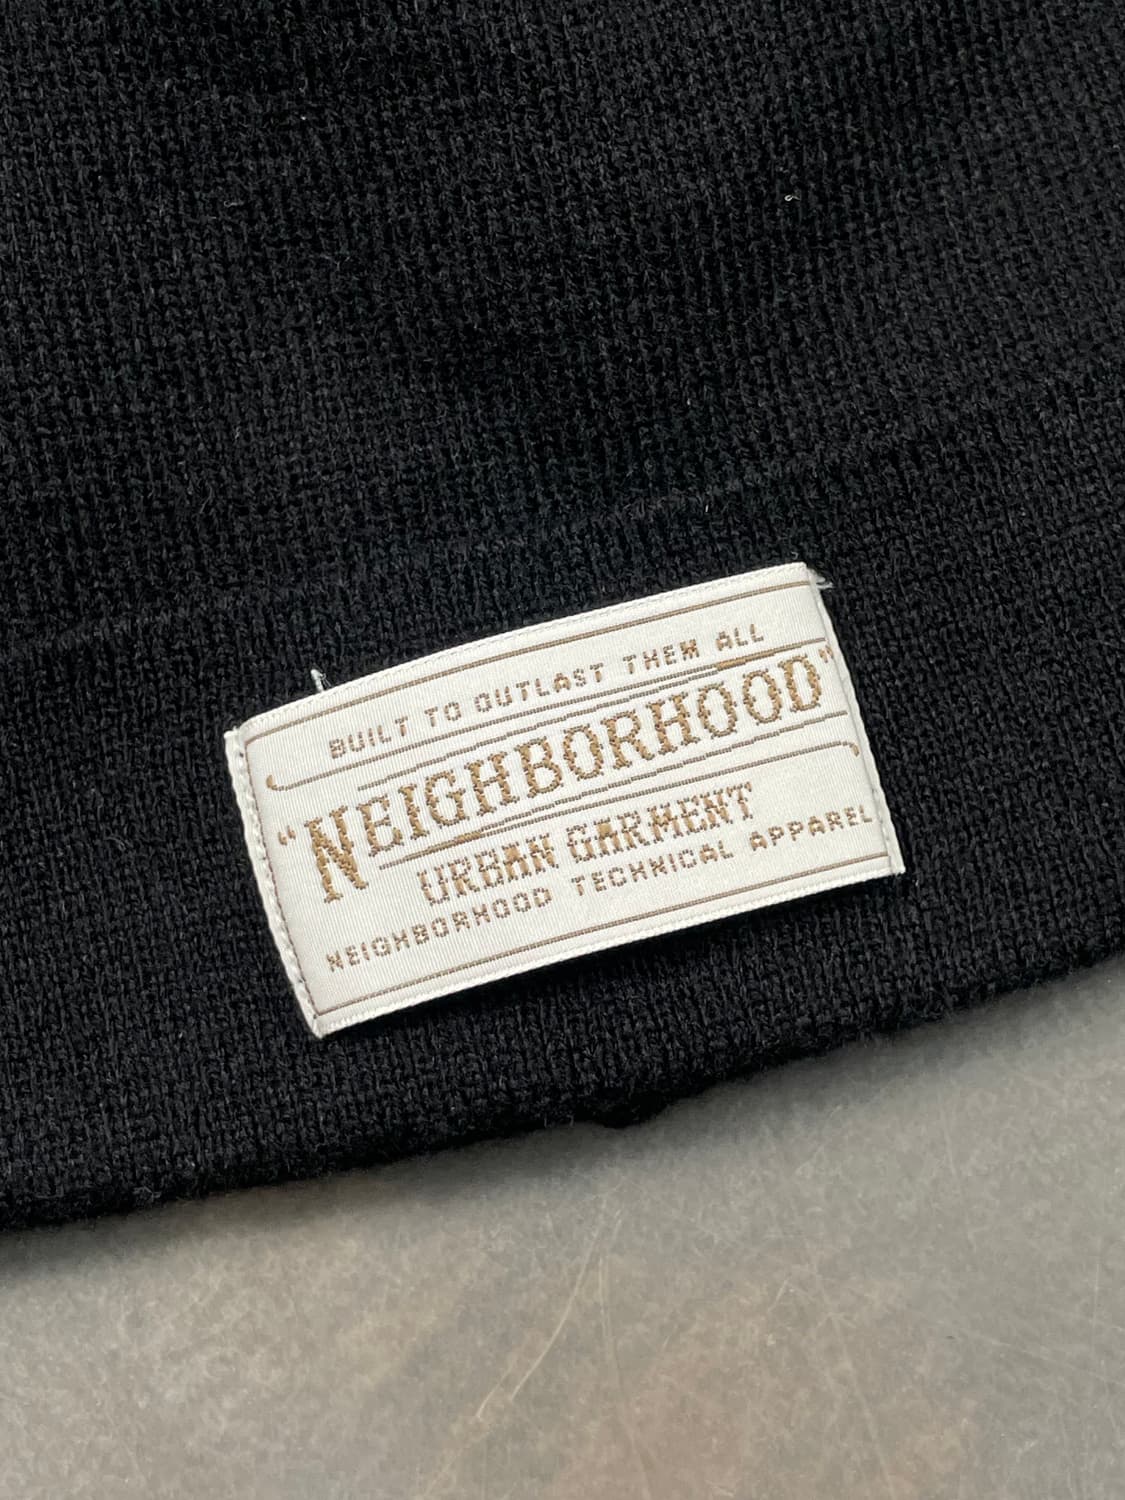 BUILT TO OUTLAST THEM ALL
"NEIGHBORHOOD"
URBAN GARMENT
NEIGHBORHOOD TECHNICAL APPAREL